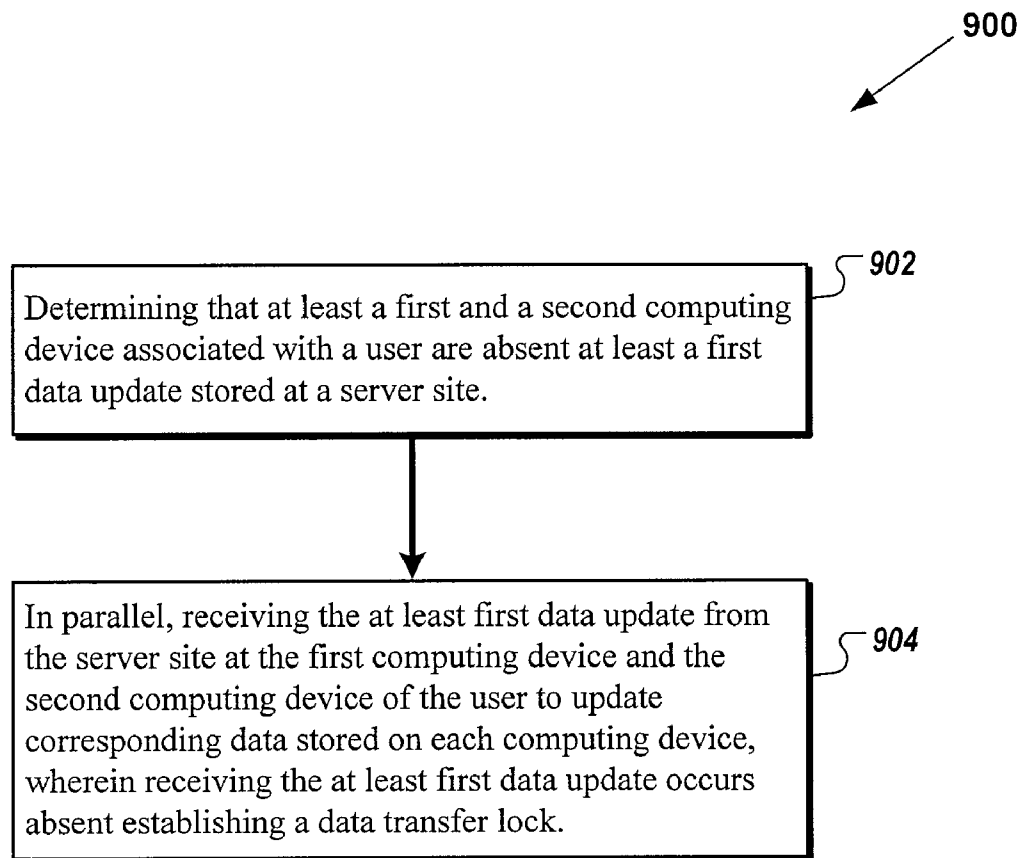 900
902
Determining that at least a first and a second computing
device associated with a user are absent at least a first
data update stored at a server site.
In parallel, receiving the at least first data update from
the server site at the first computing device and the
second computing device of the user to update
corresponding data stored on each computing device,
wherein receiving the at least first data update occurs
absent establishing a data transfer lock.
904